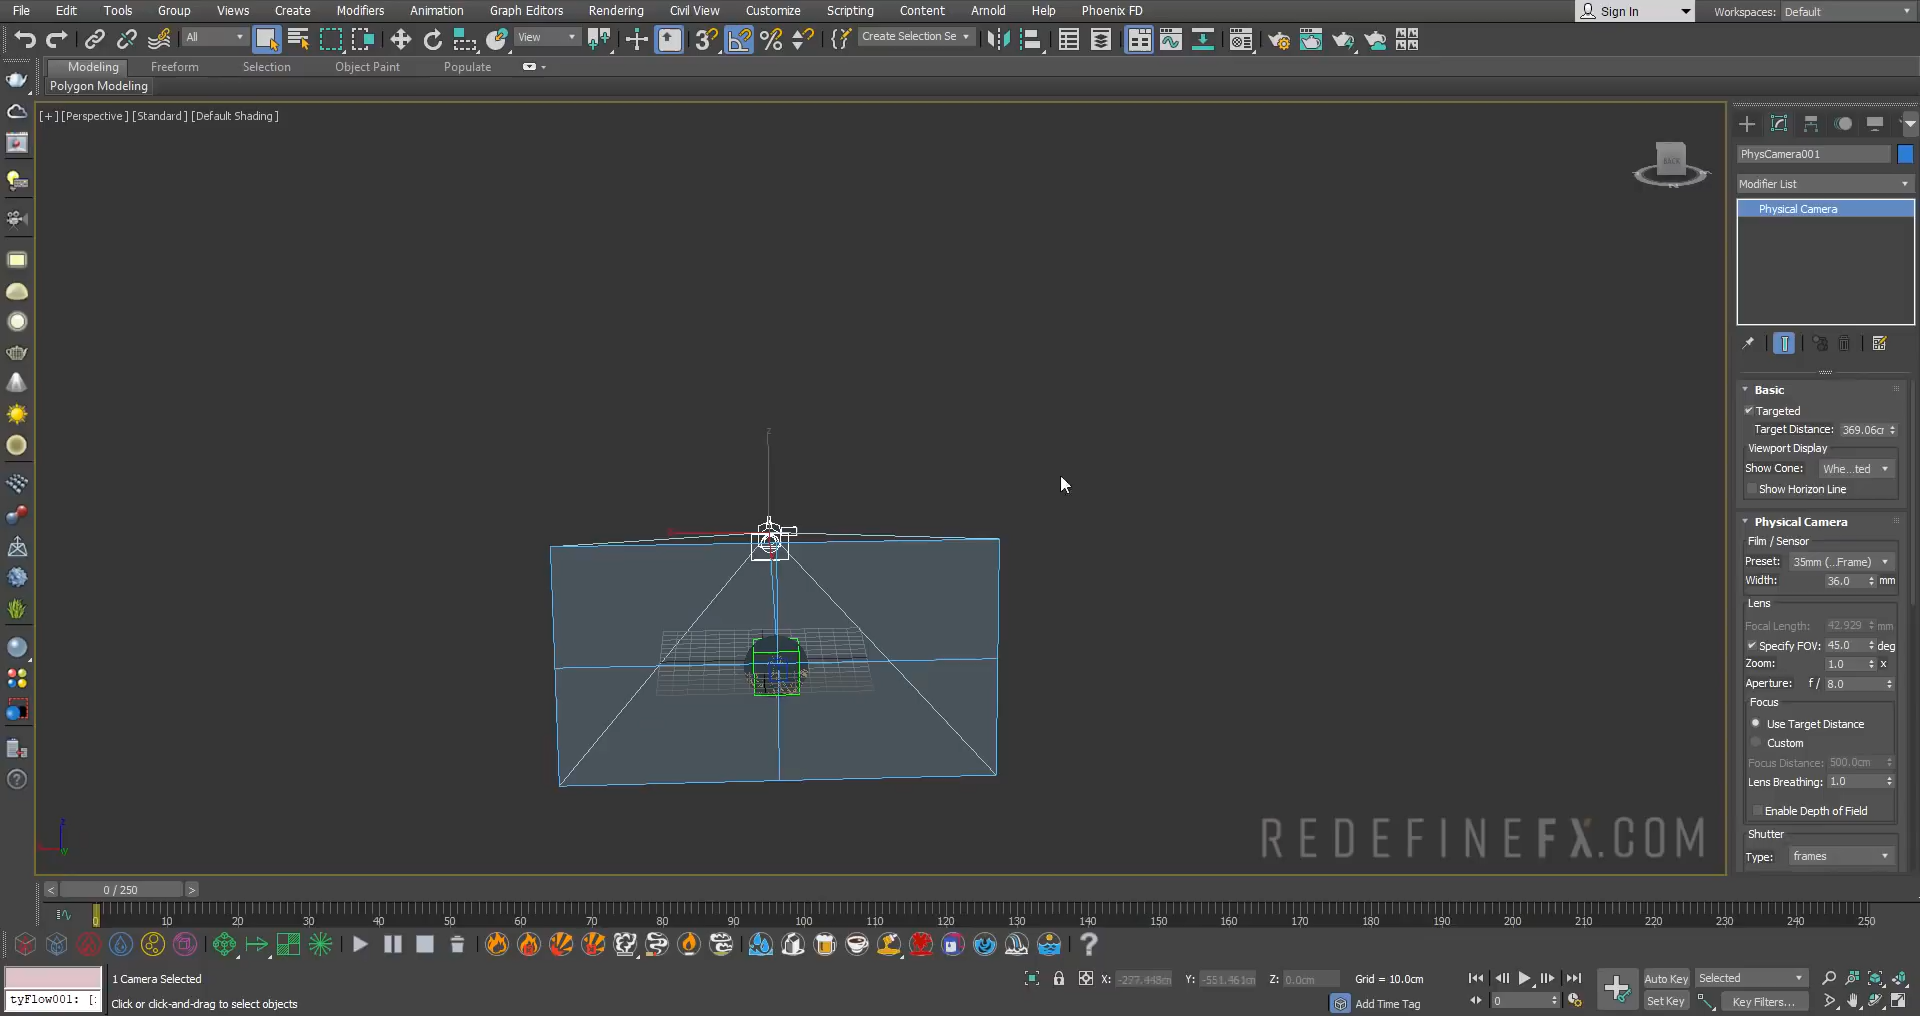 File Edit Tools Group Views Create Modifiers Animation Graph Editors Rendering Civil View Customize Scripting Content Arnold Help Phoenix FD Sign In Workspaces: Default
All View Create Selection Se
Modeling Freeform Selection Object Paint Populate
Polygon Modeling
[+] [Perspective] [Standard] [Default Shading]
BACK
PhysCamera001
Modifier List
Physical Camera
Basic
Targeted
Target Distance: 369.06cr
Viewport Display
Show Cone: Whe...ted
Show Horizon Line
Physical Camera
Film / Sensor
Preset: 35mm (...Frame)
Width: 36.0 mm
Lens
Focal Length: 42.929 mm
Specify FOV: 45.0 deg
Zoom: 1.0 x
Aperture: f / 8.0
Focus
Use Target Distance
Custom
Focus Distance: 500.0cm
Lens Breathing: 1.0
Enable Depth of Field
Shutter
Type: frames
z
z
REDEFINEFX.COM
< 0 / 250 >
0 10 20 30 40 50 60 70 80 90 100 110 120 130 140 150 160 170 180 190 200 210 220 230 240 250
1 Camera Selected X: -277.448cm Y: -551.461cm Z: 0.0cm Grid = 10.0cm Auto Key Selected
tyFlow001: [: Click or click-and-drag to select objects Add Time Tag 0 Set Key Key Filters...